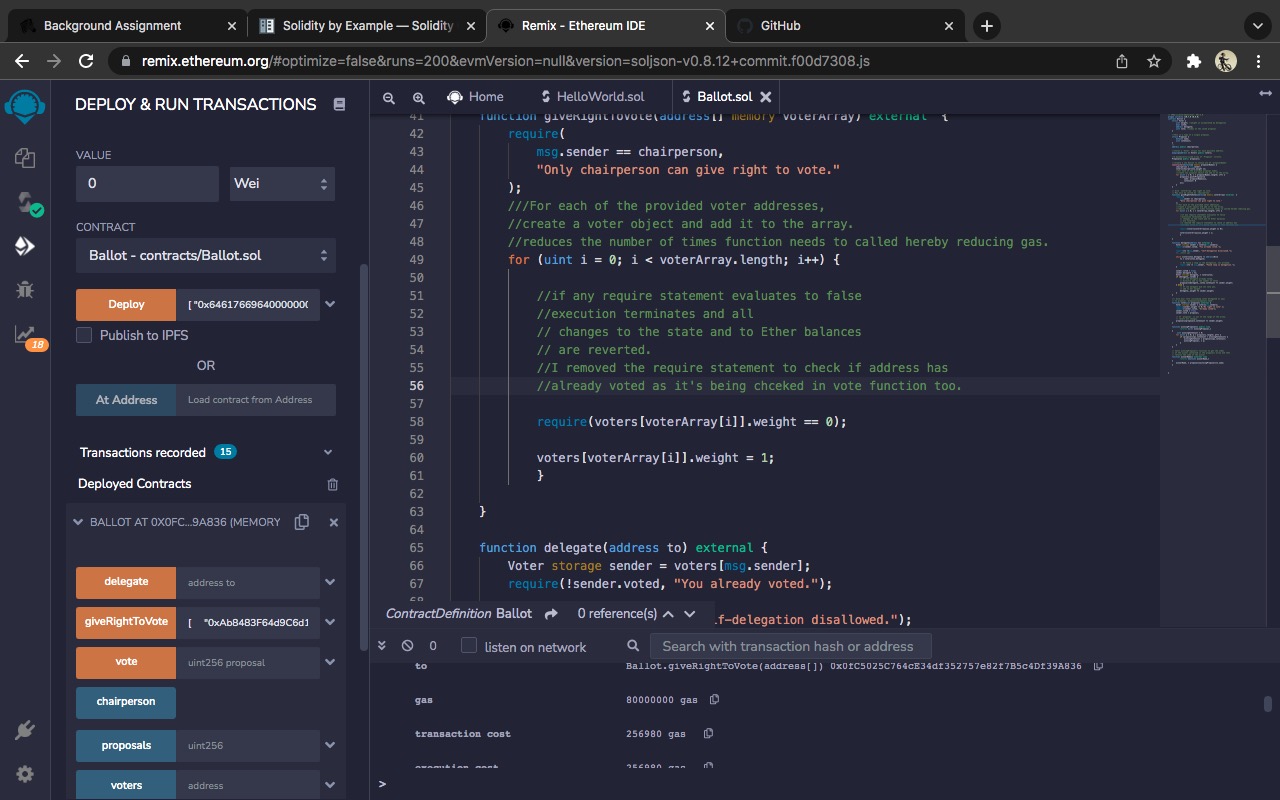 Background Assignment
Solidity by Example — Solidity
Remix - Ethereum IDE
GitHub
remix.ethereum.org/#optimize=false&runs=200&evmVersion=null&version=soljson-v0.8.12+commit.f00d7308.js
DEPLOY & RUN TRANSACTIONS
VALUE
0
Wei
CONTRACT
Ballot - contracts/Ballot.sol
Deploy
["0x6461766964000000
Publish to IPFS
OR
At Address
Load contract from Address
Transactions recorded 15
Deployed Contracts
BALLOT AT 0X0FC...9A836 (MEMORY
delegate
address to
giveRightToVote
[ "0xAb8483F64d9C6d1
vote
uint256 proposal
chairperson
proposals
uint256
voters
address
18
Home
HelloWorld.sol
Ballot.sol
41 function giveRightToVote(address[] memory voterArray) external {
42 require(
43 msg.sender == chairperson,
44 "Only chairperson can give right to vote."
45 );
46 ///For each of the provided voter addresses,
47 //create a voter object and add it to the array.
48 //reduces the number of times function needs to called hereby reducing gas.
49 for (uint i = 0; i < voterArray.length; i++) {
50
51 //if any require statement evaluates to false
52 //execution terminates and all
53 // changes to the state and to Ether balances
54 // are reverted.
55 //I removed the require statement to check if address has
56 //already voted as it's being chceked in vote function too.
57
58 require(voters[voterArray[i]].weight == 0);
59
60 voters[voterArray[i]].weight = 1;
61 }
62
63 }
64
65 function delegate(address to) external {
66 Voter storage sender = voters[msg.sender];
67 require(!sender.voted, "You already voted.");
68
lf-delegation disallowed.");
ContractDefinition Ballot
0 reference(s)
0
listen on network
Search with transaction hash or address
to Ballot.giveRightToVote(address[]) 0x0fC5025C764cE34df352757e82f7B5c4Df39A836
gas 80000000 gas
transaction cost 256980 gas
execution cost 256980 gas
>